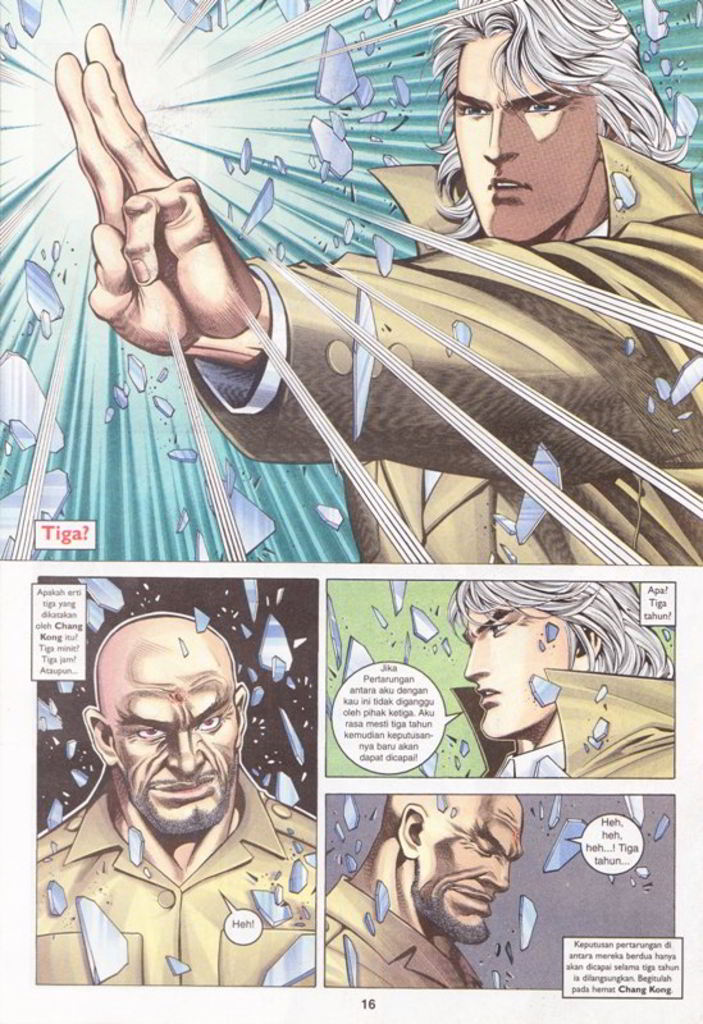 Tiga?
Apakah erti
tiga yang
dikatakan
oleh Chang
Kong itu?
Tiga minit?
Tiga jam?
Ataupun...
Heh!
Jika
Pertarungan
antara aku dengan
kau ini tidak diganggu
oleh pihak ketiga. Aku
rasa mesti tiga tahun
kemudian keputusan-
nya baru akan
dapat dicapai!
Apa?
Tiga
tahun?
Heh,
heh,
heh...! Tiga
tahun...
Keputusan pertarungan di
antara mereka berdua hanya
akan dicapai selama tiga tahun
ia dilangsungkan. Begitulah
pada hemat Chang Kong.
16